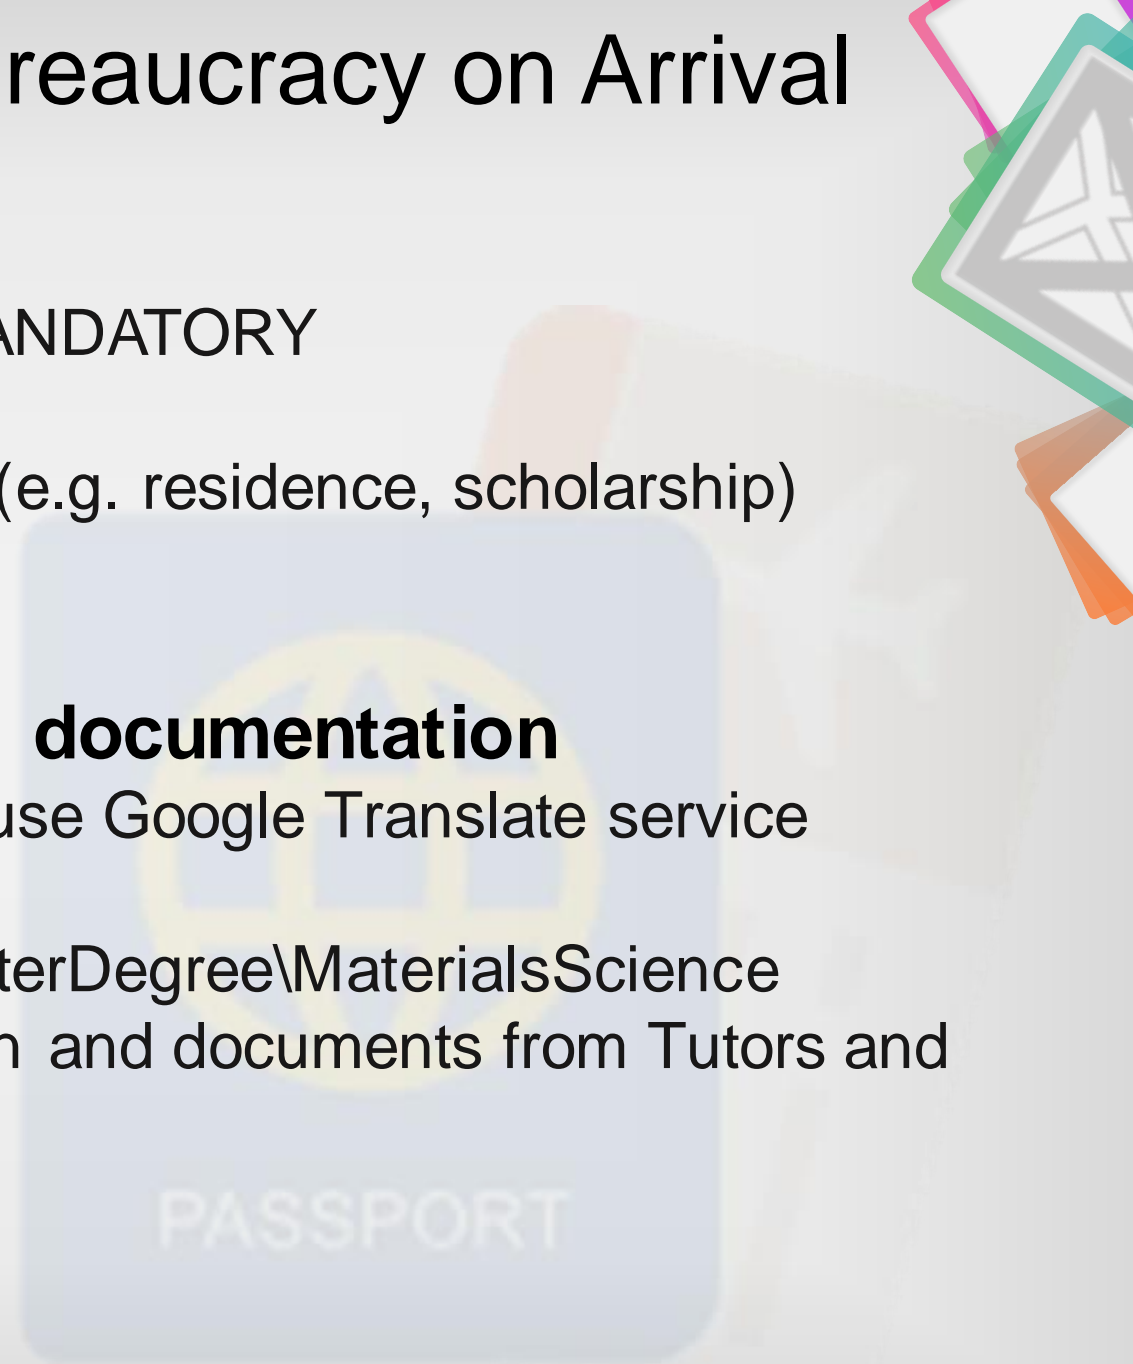 reaucracy on Arrival
ANDATORY
(e.g. residence, scholarship)
documentation
use Google Translate service
terDegree\MaterialsScience
n and documents from Tutors and
PASSPORT